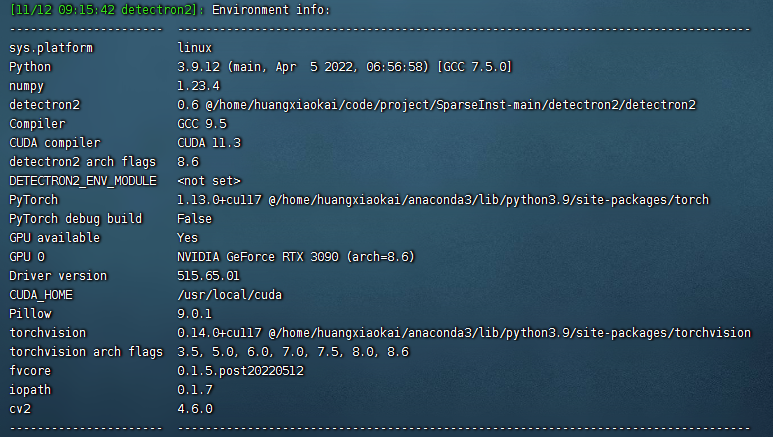 [11/12 09:15:42 detectron2]: Environment info:
---------------------- ---------------------------------------------------------------------------
sys.platform linux
Python 3.9.12 (main, Apr  5 2022, 06:56:58) [GCC 7.5.0]
numpy 1.23.4
detectron2 0.6 @/home/huangxiaokai/code/project/SparseInst-main/detectron2/detectron2
Compiler GCC 9.5
CUDA compiler CUDA 11.3
detectron2 arch flags 8.6
DETECTRON2_ENV_MODULE <not set>
PyTorch 1.13.0+cu117 @/home/huangxiaokai/anaconda3/lib/python3.9/site-packages/torch
PyTorch debug build False
GPU available Yes
GPU 0 NVIDIA GeForce RTX 3090 (arch=8.6)
Driver version 515.65.01
CUDA_HOME /usr/local/cuda
Pillow 9.0.1
torchvision 0.14.0+cu117 @/home/huangxiaokai/anaconda3/lib/python3.9/site-packages/torchvision
torchvision arch flags 3.5, 5.0, 6.0, 7.0, 7.5, 8.0, 8.6
fvcore 0.1.5.post20220512
iopath 0.1.7
cv2 4.6.0
---------------------- ---------------------------------------------------------------------------